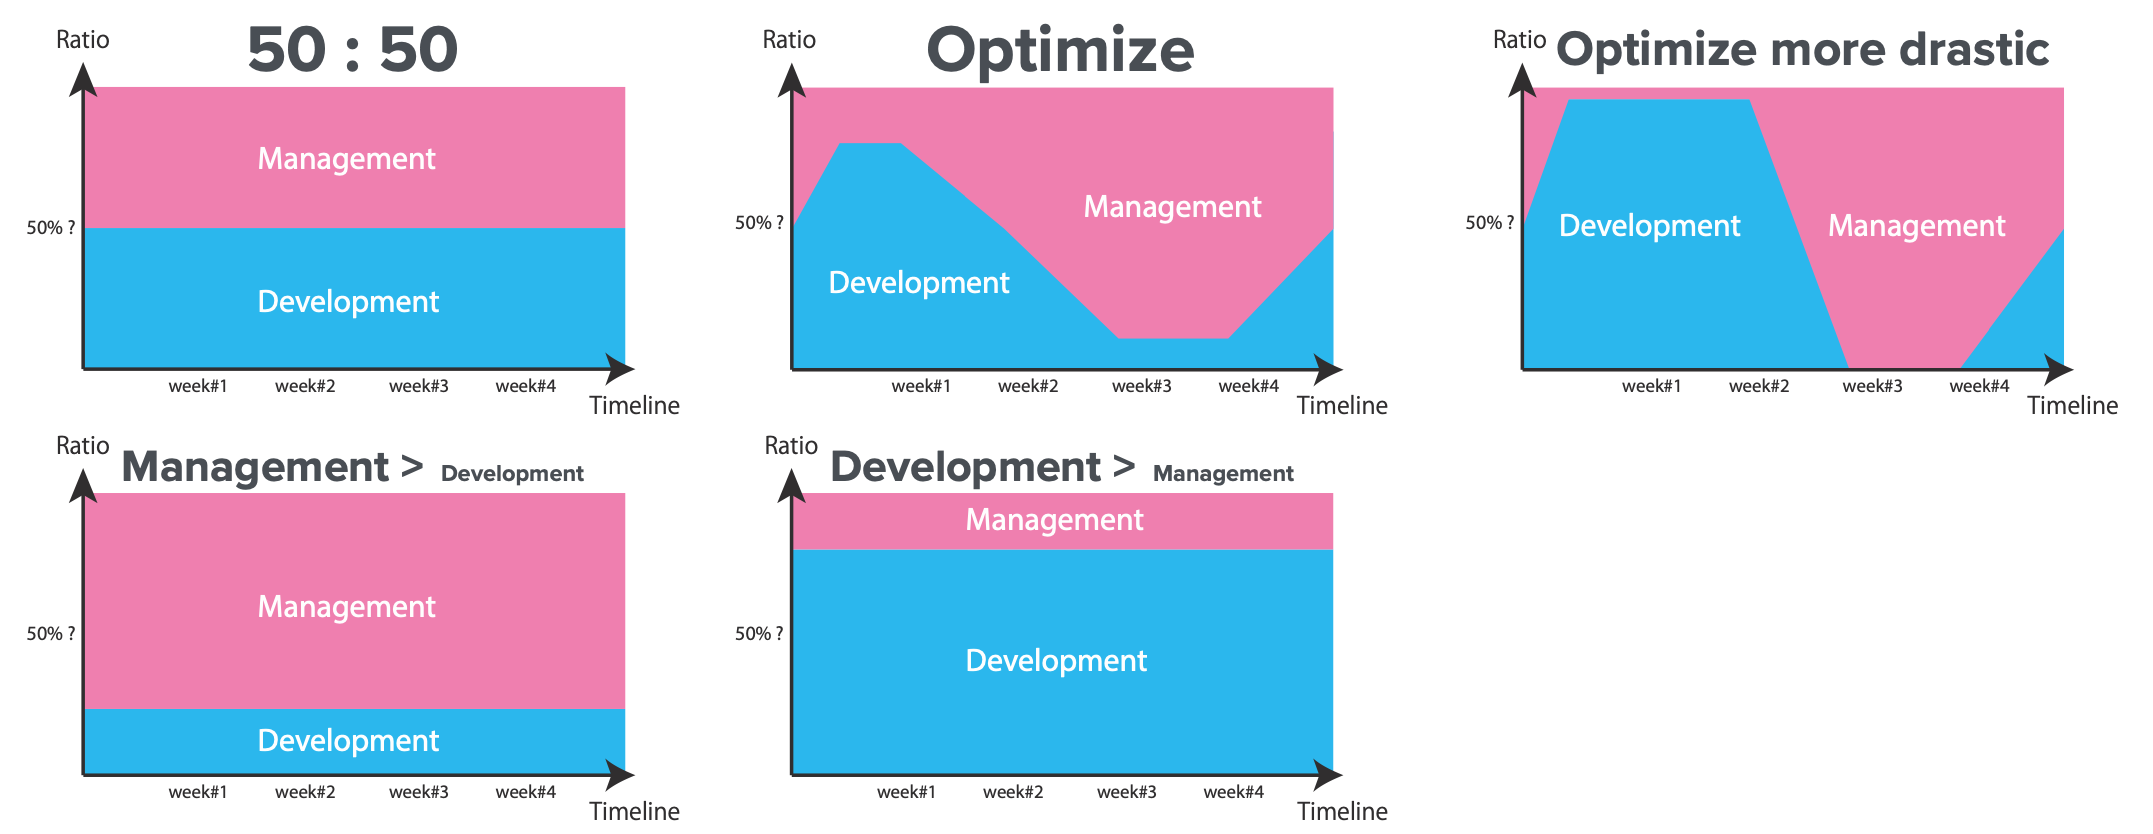 Ratio
50 : 50
Management
50% ?
Development
week#1 week#2 week#3 week#4
Timeline
Ratio
Optimize
Management
50% ?
Development
week#1 week#2 week#3 week#4
Timeline
Ratio
Optimize more drastic
50% ?
Development
Management
week#1 week#2 week#3 week#4
Timeline
Ratio
Management > Development
Management
50% ?
Development
week#1 week#2 week#3 week#4
Timeline
Ratio
Development > Management
Management
50% ?
Development
week#1 week#2 week#3 week#4
Timeline